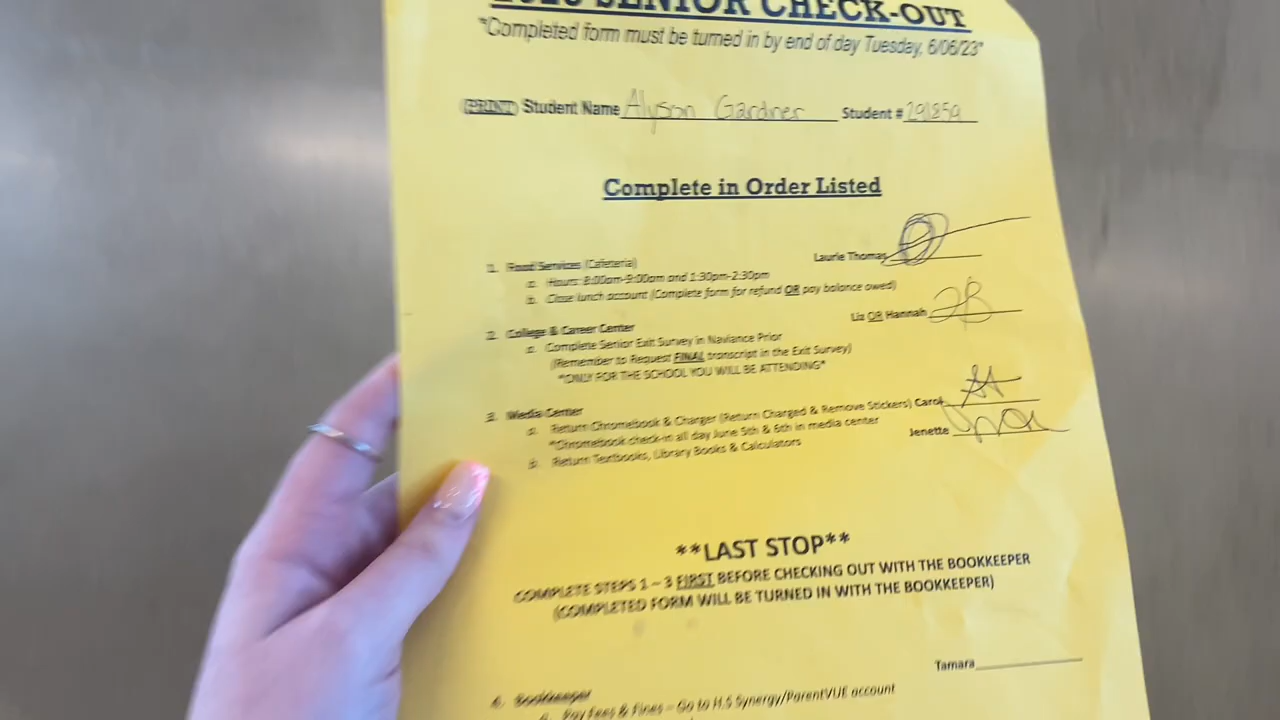 SENIOR CHECK-OUT
*Completed form must be turned in by end of day Tuesday, 6/06/23*
(PRINT) Student Name Alyson Gardner Student # 291859
Complete in Order Listed
1. Food Services (Cafeteria) Laurie Thomas
a. Hours: 8:00am-9:00am and 1:30pm-2:30pm
b. Close lunch account (Complete form for refund OR pay balance owed)
2. College & Career Center Liz OR Hannah
a. Complete Senior Exit Survey in Naviance Prior
(Remember to Request FINAL transcript in the Exit Survey)
*ONLY FOR THE SCHOOL YOU WILL BE ATTENDING*
3. Media Center
a. Return Chromebook & Charger (Return Charged & Remove Stickers) Carol
*Chromebook check-in all day June 5th & 6th in media center
Jenette
b. Return Textbooks, Library Books & Calculators
**LAST STOP**
COMPLETE STEPS 1 – 3 FIRST BEFORE CHECKING OUT WITH THE BOOKKEEPER
(COMPLETED FORM WILL BE TURNED IN WITH THE BOOKKEEPER)
Tamara
4. Bookkeeper
a. Pay Fees & Fines – Go to H.S Synergy/ParentVUE account